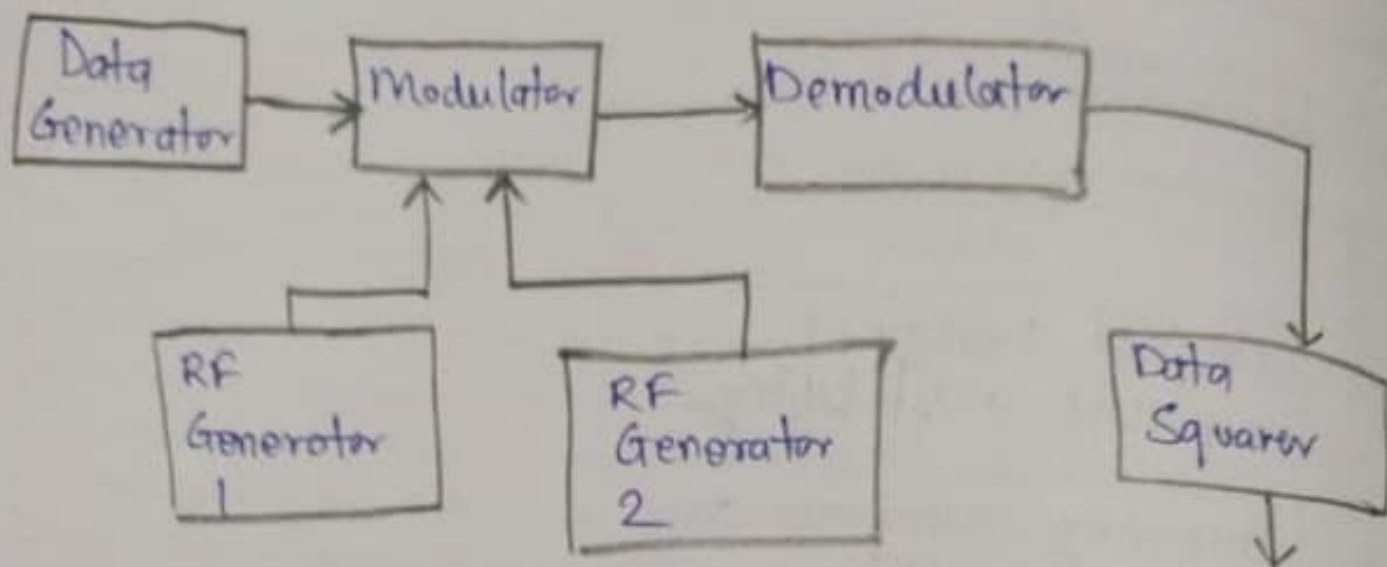 Data
Generator
Modulator
Demodulator
RF
Generator
1
RF
Generator
2
Data
Squarer